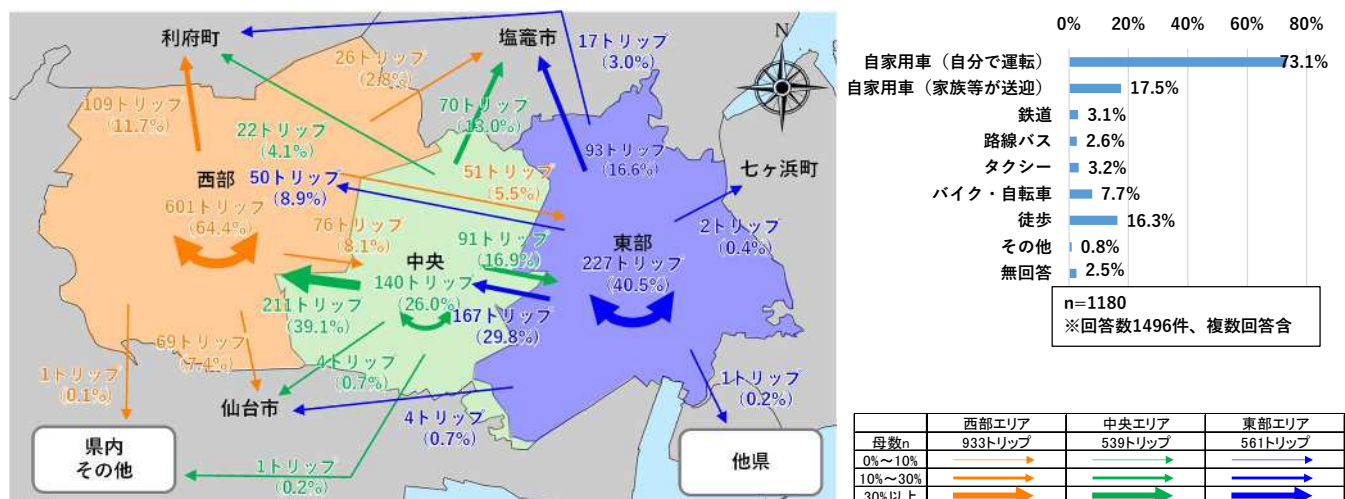 利府町
塩竈市
17トリップ
(3.0%)
N
26トリップ
(2.8%)
109トリップ
(11.7%)
70トリップ
(13.0%)
22トリップ
(4.1%)
93トリップ
(16.6%)
七ヶ浜町
西部
601トリップ
(64.4%)
50トリップ
(8.9%)
51トリップ
(5.5%)
2トリップ
(0.4%)
76トリップ
(8.1%)
91トリップ
(16.9%)
東部
227トリップ
(40.5%)
中央
140トリップ
(26.0%)
211トリップ
(39.1%)
167トリップ
(29.8%)
69トリップ
(7.4%)
4トリップ
(0.7%)
1トリップ
(0.1%)
1トリップ
(0.2%)
仙台市
4トリップ
(0.7%)
県内
その他
1トリップ
(0.2%)
他県
0% 20% 40% 60% 80%
自家用車（自分で運転） 73.1%
自家用車（家族等が送迎） 17.5%
鉄道 3.1%
路線バス 2.6%
タクシー 3.2%
バイク・自転車 7.7%
徒歩 16.3%
その他 0.8%
無回答 2.5%
n=1180
※回答数1496件、複数回答含
西部エリア 中央エリア 東部エリア
母数n 933トリップ 539トリップ 561トリップ
0%～10%
10%～30%
30%以上